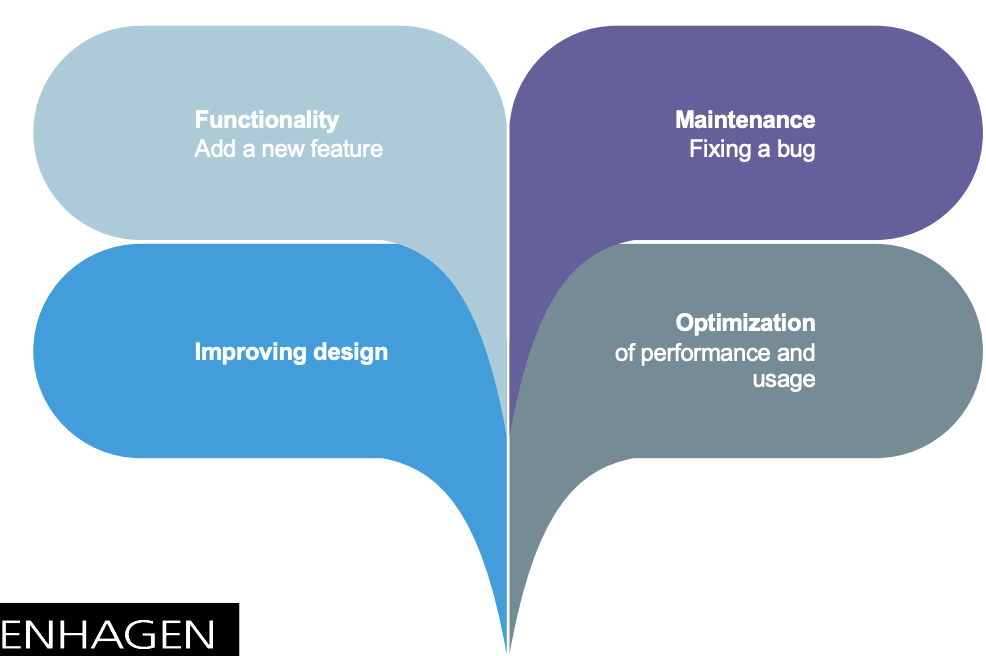 Functionality
Add a new feature
Maintenance
Fixing a bug
Improving design
Optimization
of performance and
usage
ENHAGEN